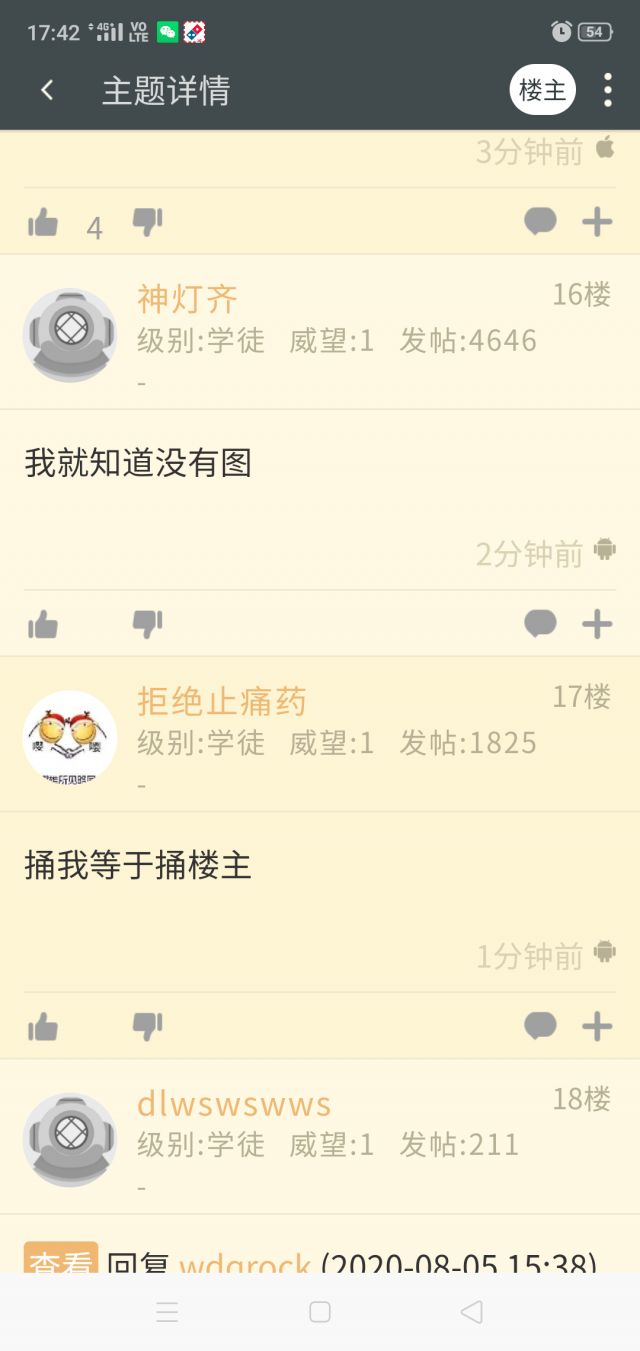 17:42 4G+ VO LTE 54
主题详情 楼主
3分钟前
4
神灯齐 16楼
级别:学徒 威望:1 发帖:4646
-
我就知道没有图
2分钟前
拒绝止痛药 17楼
级别:学徒 威望:1 发帖:1825
-
捅我等于捅楼主
1分钟前
dlwswswws 18楼
级别:学徒 威望:1 发帖:211
-
查看 回复 wdgrock (2020-08-05 15:38)